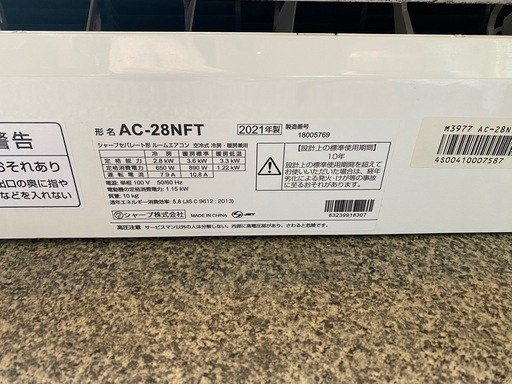 警告
おそれあり
出口の奥に指や
などを入れない
形名 AC-28NFT 2021年製 製造番号 18005769
シャープセパレート形 ルームエアコン 空冷式 冷房・暖房兼用
冷房 暖房標準 暖房低温
定格能力 2.8 kW 3.6 kW 3.3 kW
定格消費電力 650 W 890 W 1.22 kW
運転電流 7.9 A 10.8 A
電源: 単相 100 V 50/60 Hz
電動機の定格消費電力: 1.15 kW
質量: 10 kg
通年エネルギー消費効率: 5.8 (JIS C 9612 : 2013)
シャープ株式会社 MADE IN CHINA JET
【設計上の標準使用期間】
10年
設計上の標準使用期間を超えて
お使いいただいた場合は、経年
劣化による発火・けが等の事故に
至るおそれがあります。
63239918307
高圧注意 サービスマン以外の人は分解しないでください。内部に高電圧部があり、さわると危険です。
M3977 AC-28N
4S00410007587